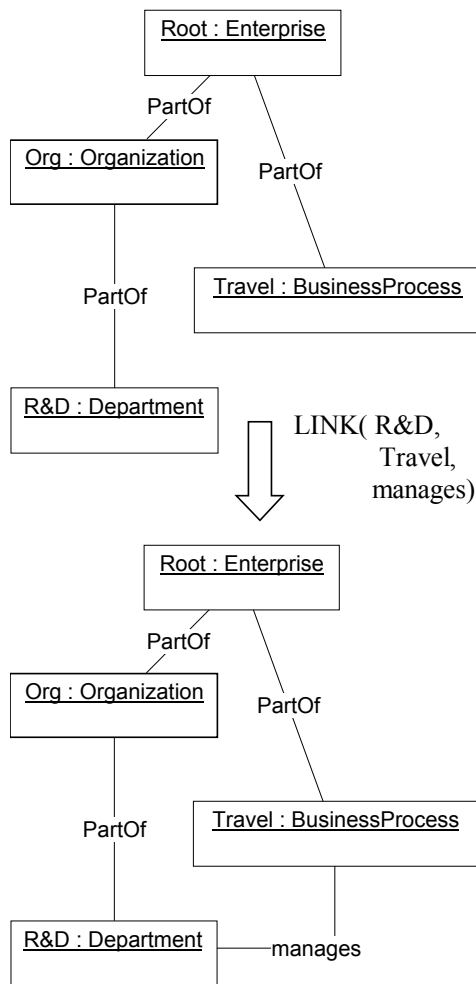 Root : Enterprise
PartOf
Org : Organization
PartOf
PartOf
Travel : BusinessProcess
R&D : Department
LINK( R&D,
Travel,
manages)
Root : Enterprise
PartOf
Org : Organization
PartOf
Travel : BusinessProcess
PartOf
R&D : Department
manages